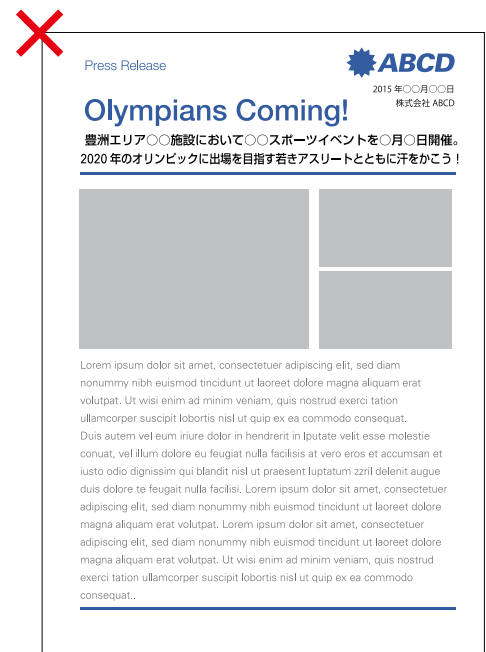 Press Release
ABCD
2015 年○○月○○日
株式会社 ABCD
Olympians Coming!
豊洲エリア○○施設において○○スポーツイベントを○月○日開催。
2020 年のオリンピックに出場を目指す若きアスリートとともに汗をかこう!
Lorem ipsum dolor sit amet, consectetuer adipiscing elit, sed diam
nonummy nibh euismod tincidunt ut laoreet dolore magna aliquam erat
volutpat. Ut wisi enim ad minim veniam, quis nostrud exerci tation
ullamcorper suscipit lobortis nisl ut quip ex ea commodo consequat.
Duis autem vel eum iriure dolor in hendrerit in lputate velit esse molestie
conuat, vel illum dolore eu feugiat nulla facilisis at vero eros et accumsan et
iusto odio dignissim qui blandit nisl ut praesent luptatum zzril delenit augue
duis dolore te feugait nulla facilisi. Lorem ipsum dolor sit amet, consectetuer
adipiscing elit, sed diam nonummy nibh euismod tincidunt ut laoreet dolore
magna aliquam erat volutpat. Lorem ipsum dolor sit amet, consectetuer
adipiscing elit, sed diam nonummy nibh euismod tincidunt ut laoreet dolore
magna aliquam erat volutpat. Ut wisi enim ad minim veniam, quis nostrud
exerci tation ullamcorper suscipit lobortis nisl ut quip ex ea commodo
consequat..